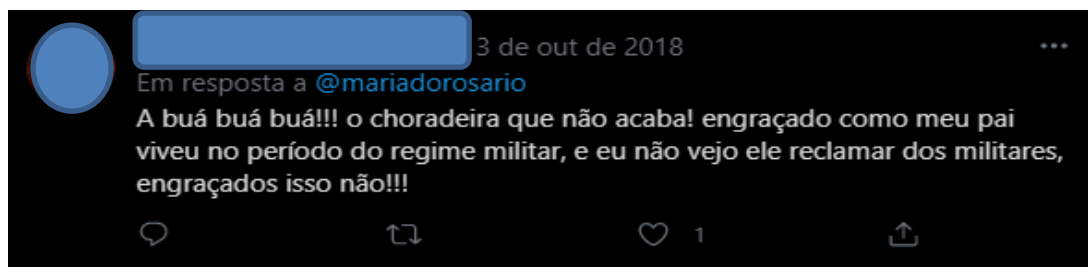 3 de out de 2018
Em resposta a @mariadorosario
A buá buá buá!!! o choradeira que não acaba! engraçado como meu pai
viveu no período do regime militar, e eu não vejo ele reclamar dos militares,
engraçados isso não!!!
1